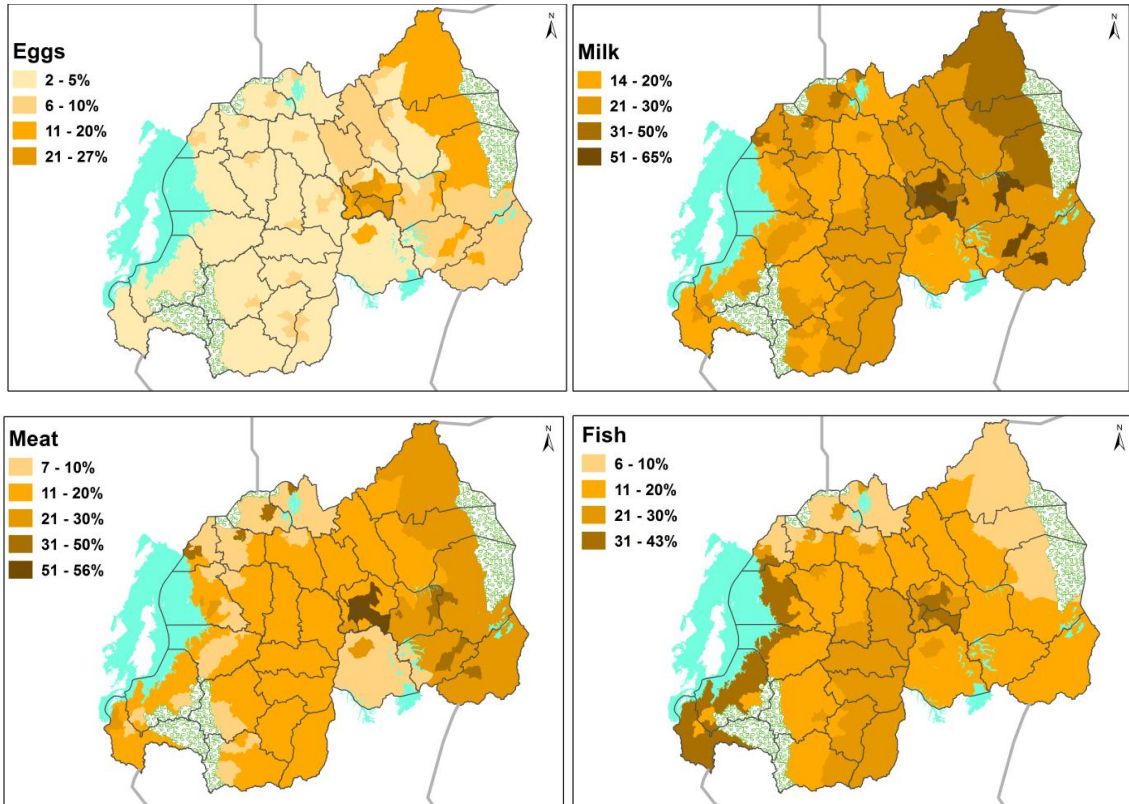 Eggs
2 - 5%
6 - 10%
11 - 20%
21 - 27%
N
Milk
14 - 20%
21 - 30%
31 - 50%
51 - 65%
N
Meat
7 - 10%
11 - 20%
21 - 30%
31 - 50%
51 - 56%
N
Fish
6 - 10%
11 - 20%
21 - 30%
31 - 43%
N